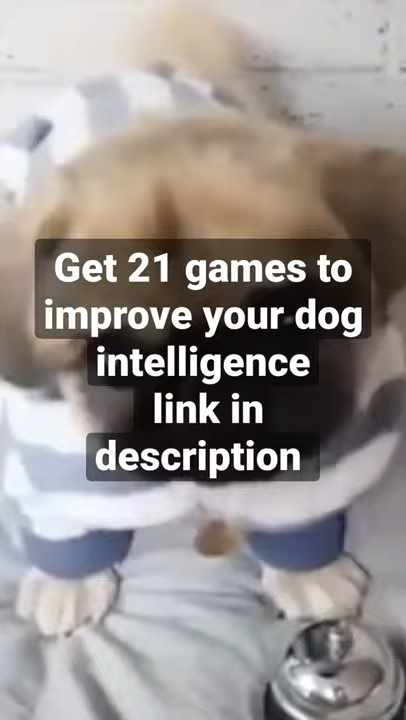 Get 21 games to
improve your dog
intelligence
link in
description